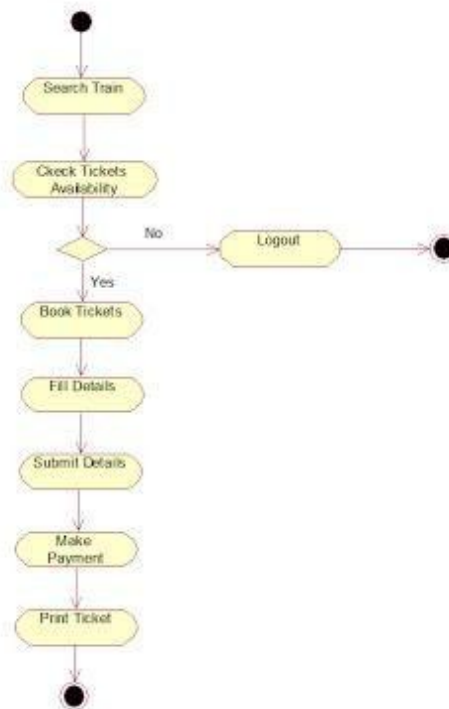 Search Train
Ckeck Tickets
Availability
No
Logout
Yes
Book Tickets
Fill Details
Submit Details
Make
Payment
Print Ticket